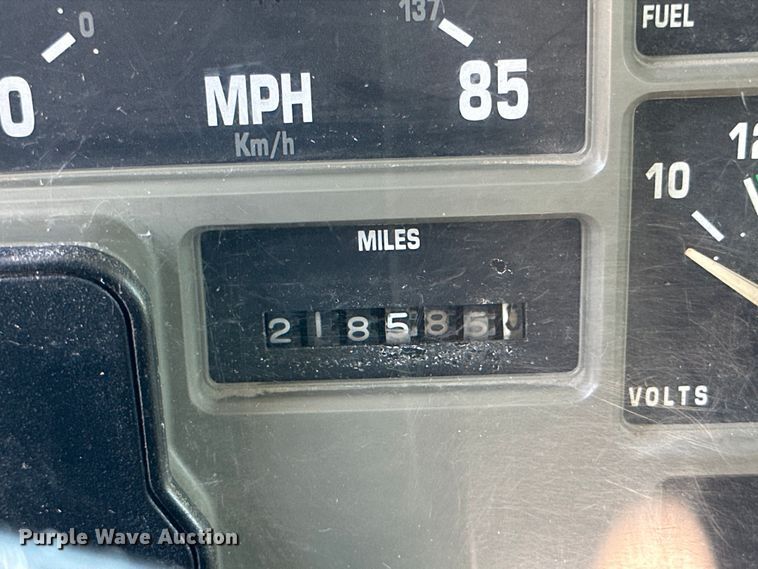 0 137 FUEL
0 MPH 85
Km/h
10 12
MILES
218585
VOLTS
Purple Wave Auction